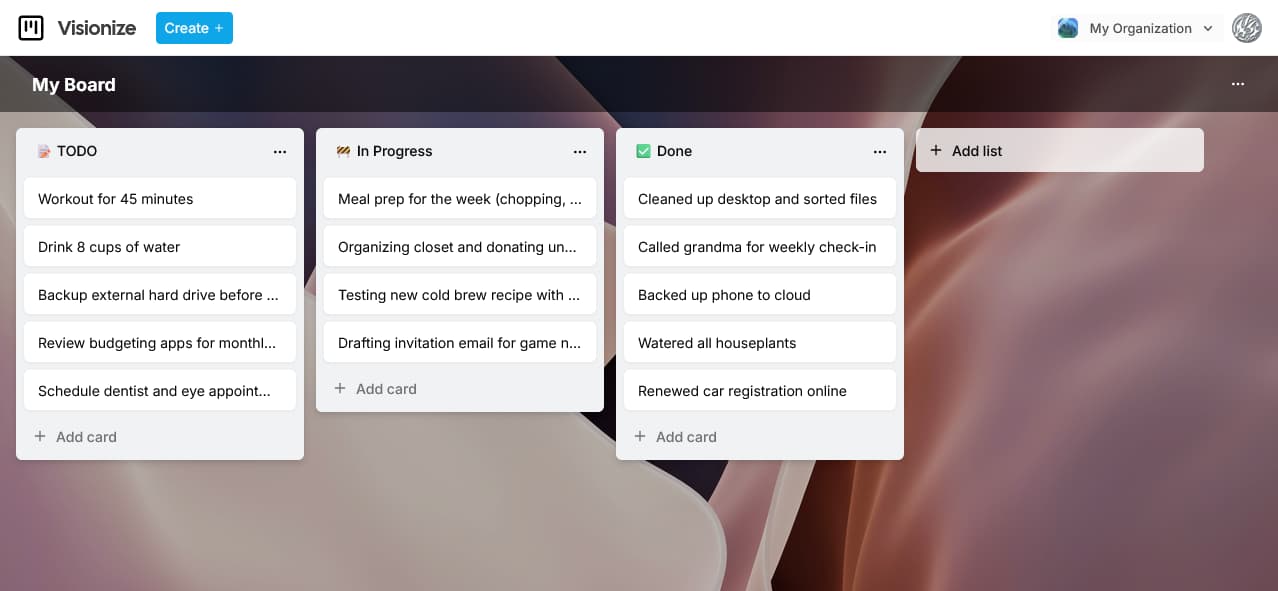 Visionize
Create +
My Organization
My Board
TODO
Workout for 45 minutes
Drink 8 cups of water
Backup external hard drive before ...
Review budgeting apps for monthl...
Schedule dentist and eye appoint...
+ Add card
In Progress
Meal prep for the week (chopping, ...
Organizing closet and donating un...
Testing new cold brew recipe with ...
Drafting invitation email for game n...
+ Add card
Done
Cleaned up desktop and sorted files
Called grandma for weekly check-in
Backed up phone to cloud
Watered all houseplants
Renewed car registration online
+ Add card
+ Add list